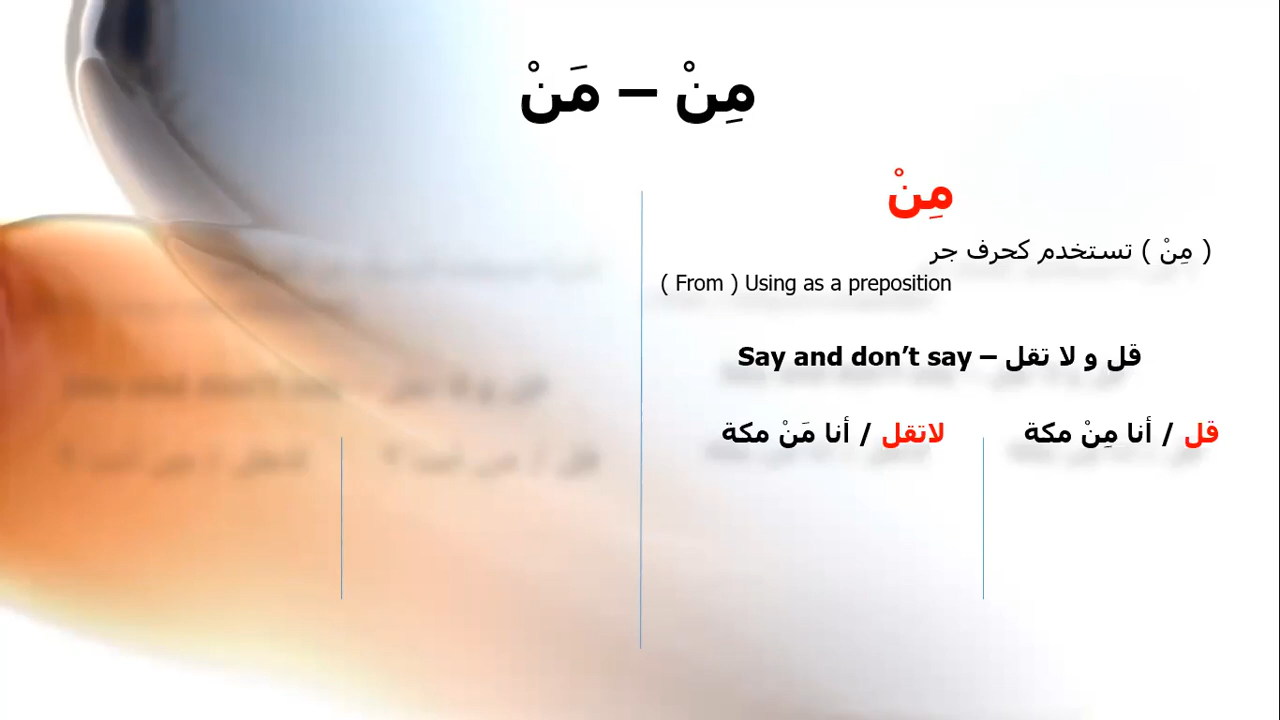 مِنْ – مَنْ
مِنْ
( مِنْ ) تستخدم كحرف جر
( From ) Using as a preposition
قل و لا تقل – Say and don’t say
قل / أنا مِنْ مكة
لاتقل / أنا مَنْ مكة